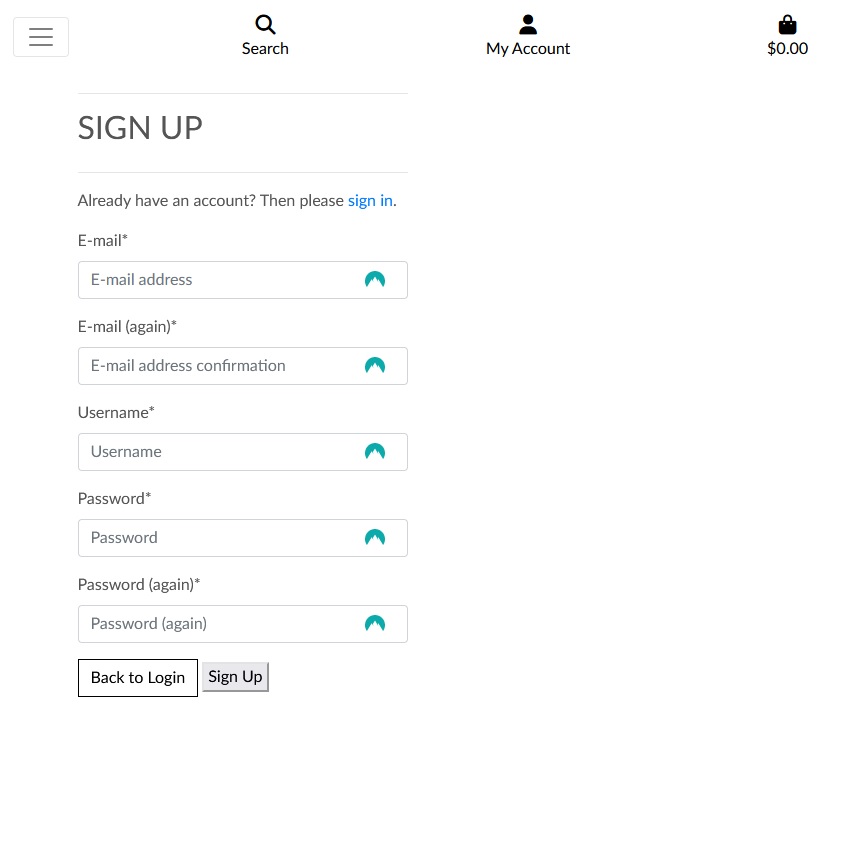 Search
My Account
$0.00
SIGN UP
Already have an account? Then please sign in.
E-mail*
E-mail address
E-mail (again)*
E-mail address confirmation
Username*
Username
Password*
Password
Password (again)*
Password (again)
Back to Login
Sign Up